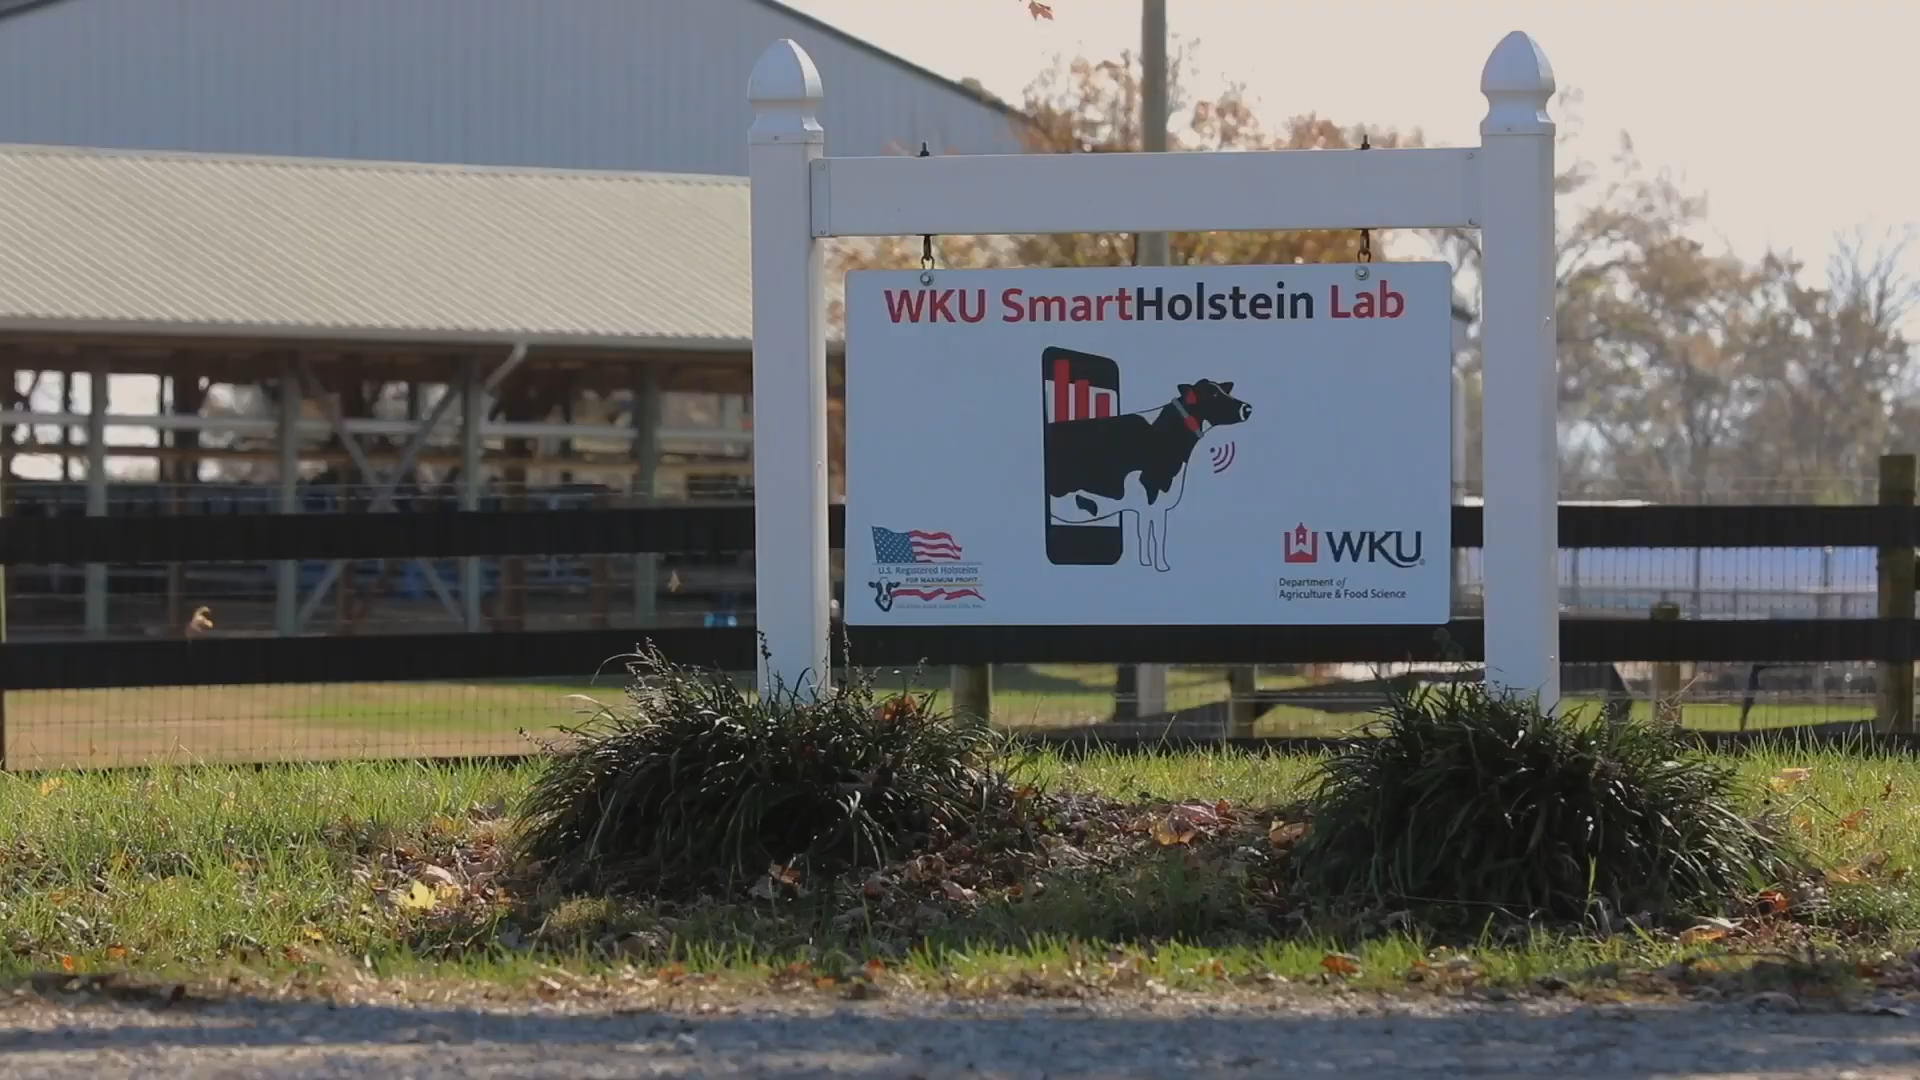 WKU SmartHolstein Lab
U.S. Registered Holsteins
FOR MAXIMUM PROFIT
WKU
Department of
Agriculture & Food Science